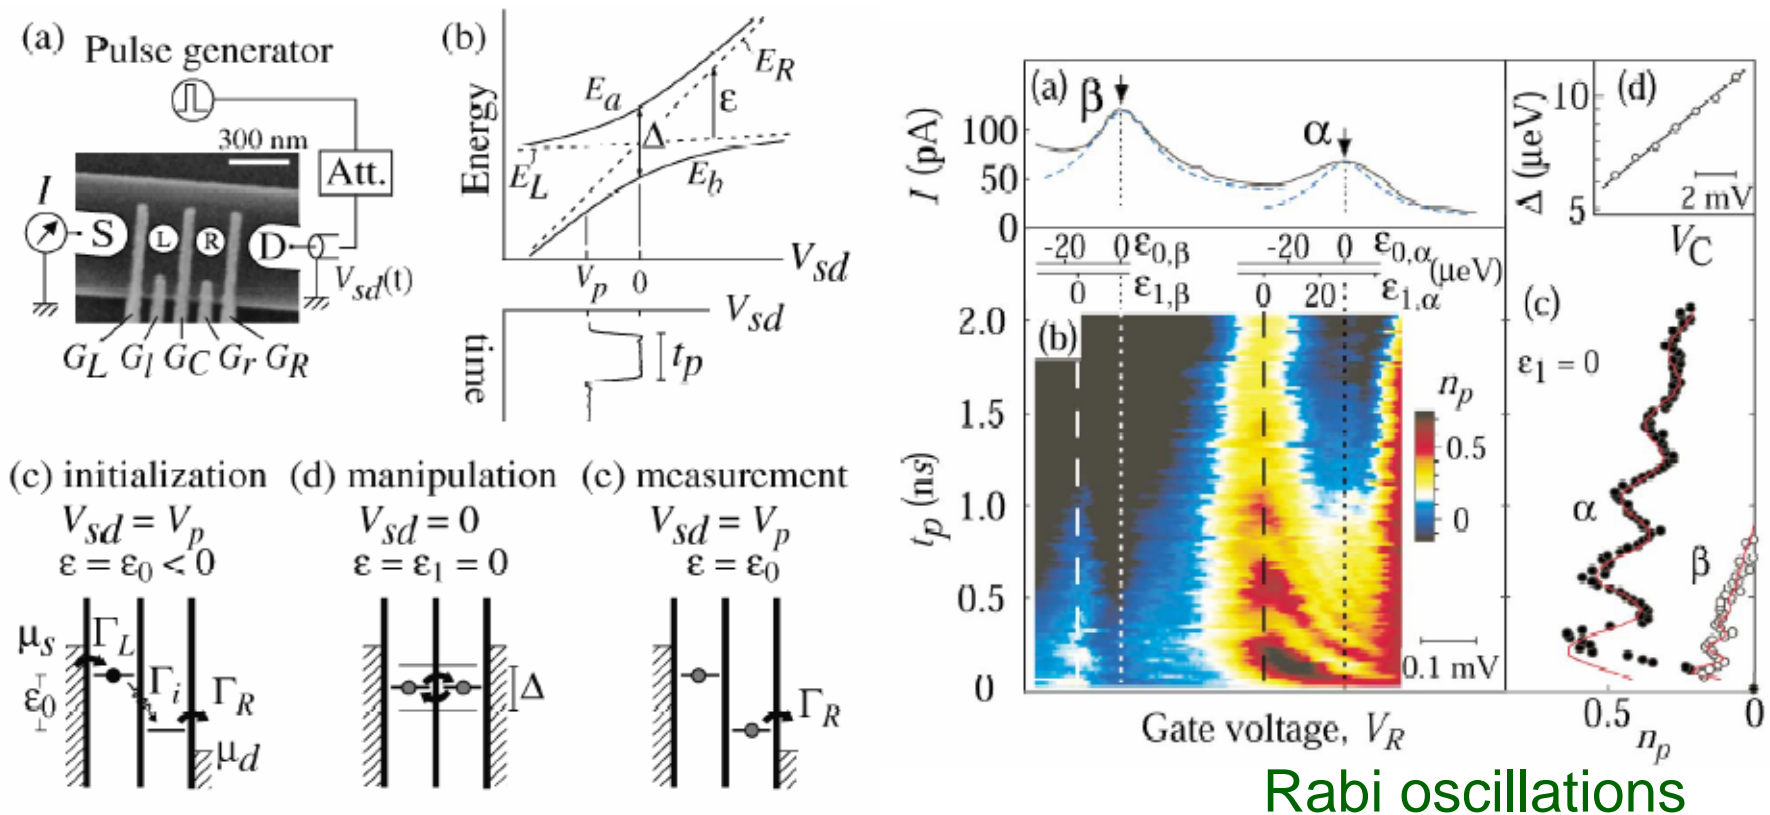 (a) Pulse generator
300 nm
Att.
I
S L R D
V_sd(t)
G_L G_l G_C G_r G_R
(b)
Energy
E_a
E_R
ε
Δ
E_L
E_b
V_p 0 V_sd
V_sd
time
t_p
(c) initialization
V_sd = V_p
ε = ε_0 < 0
μ_s Γ_L
Γ_i
Γ_R
ε_0
μ_d
(d) manipulation
V_sd = 0
ε = ε_1 = 0
Δ
(e) measurement
V_sd = V_p
ε = ε_0
Γ_R
(a)
β
α
I (pA)
100
50
0
-20 0 ε_0,β -20 0 ε_0,α
(μeV)
0 ε_1,β 0 20 ε_1,α
(b)
t_p (ns)
2.0
1.5
1.0
0.5
0
n_p
0.5
0
0.1 mV
Gate voltage, V_R
(d)
Δ (μeV)
10
5
2 mV
V_C
(c)
ε_1 = 0
α
β
0.5 0
n_p
Rabi oscillations